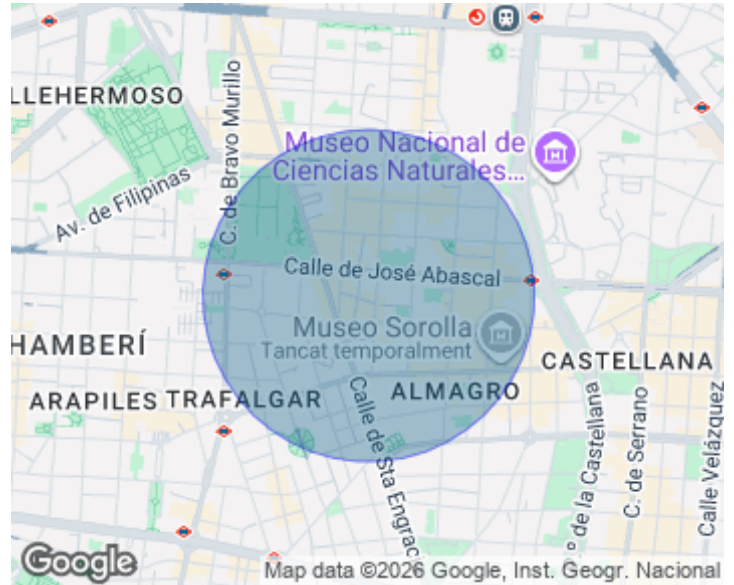 LLEHERMOSO
C. de Bravo Murillo
Museo Nacional de
Ciencias Naturales...
Av. de Filipinas
Calle de José Abascal
Museo Sorolla
Tancat temporalment
HAMBERÍ
CASTELLANA
ARAPILES TRAFALGAR
ALMAGRO
Calle de Sta Engrac
º de la Castellana
C. de Serrano
Calle Velázquez
Google
Map data ©2026 Google, Inst. Geogr. Nacional